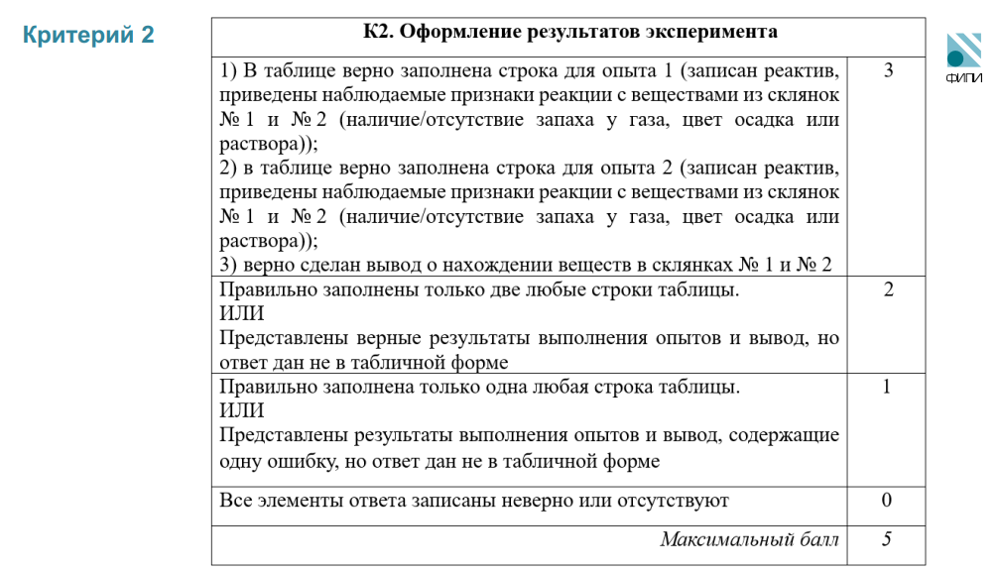 Критерий 2
К2. Оформление результатов эксперимента
ФИПИ
1) В таблице верно заполнена строка для опыта 1 (записан реактив, 3
приведены наблюдаемые признаки реакции с веществами из склянок
№ 1 и № 2 (наличие/отсутствие запаха у газа, цвет осадка или
раствора));
2) в таблице верно заполнена строка для опыта 2 (записан реактив,
приведены наблюдаемые признаки реакции с веществами из склянок
№ 1 и № 2 (наличие/отсутствие запаха у газа, цвет осадка или
раствора));
3) верно сделан вывод о нахождении веществ в склянках № 1 и № 2
Правильно заполнены только две любые строки таблицы. 2
ИЛИ
Представлены верные результаты выполнения опытов и вывод, но
ответ дан не в табличной форме
Правильно заполнена только одна любая строка таблицы. 1
ИЛИ
Представлены результаты выполнения опытов и вывод, содержащие
одну ошибку, но ответ дан не в табличной форме
Все элементы ответа записаны неверно или отсутствуют 0
Максимальный балл 5